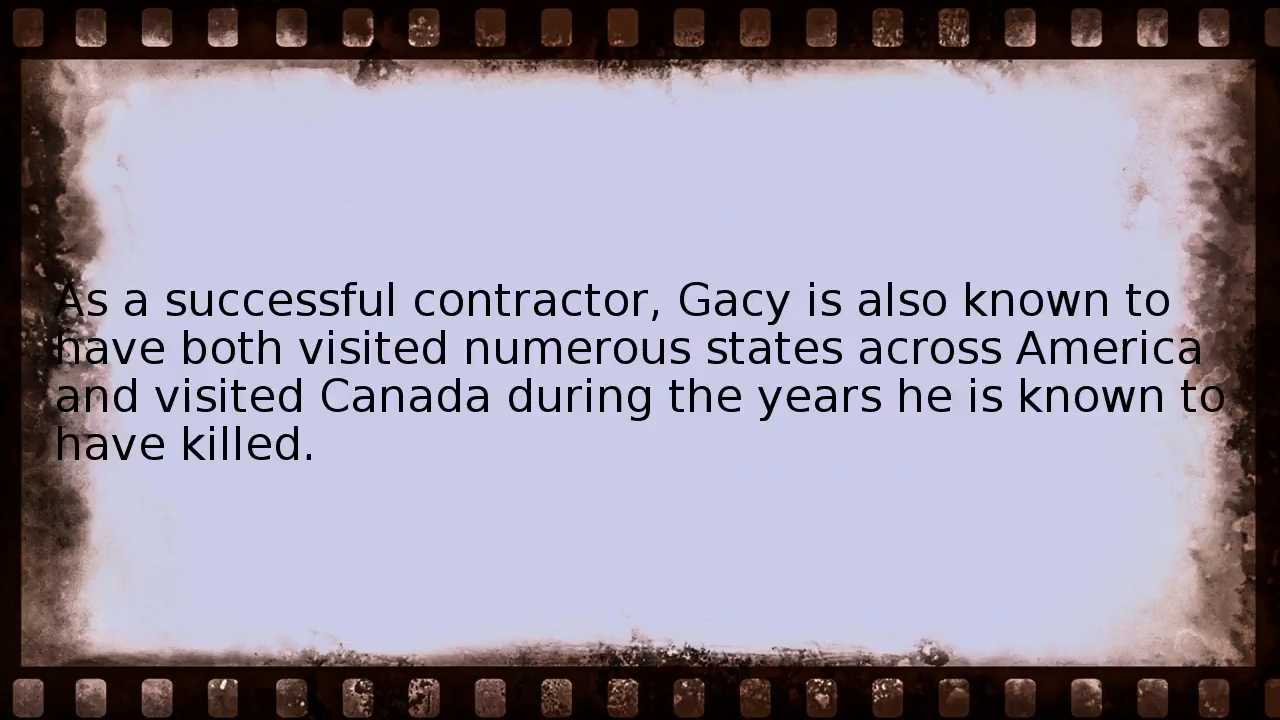 As a successful contractor, Gacy is also known to
have both visited numerous states across America
and visited Canada during the years he is known to
have killed.